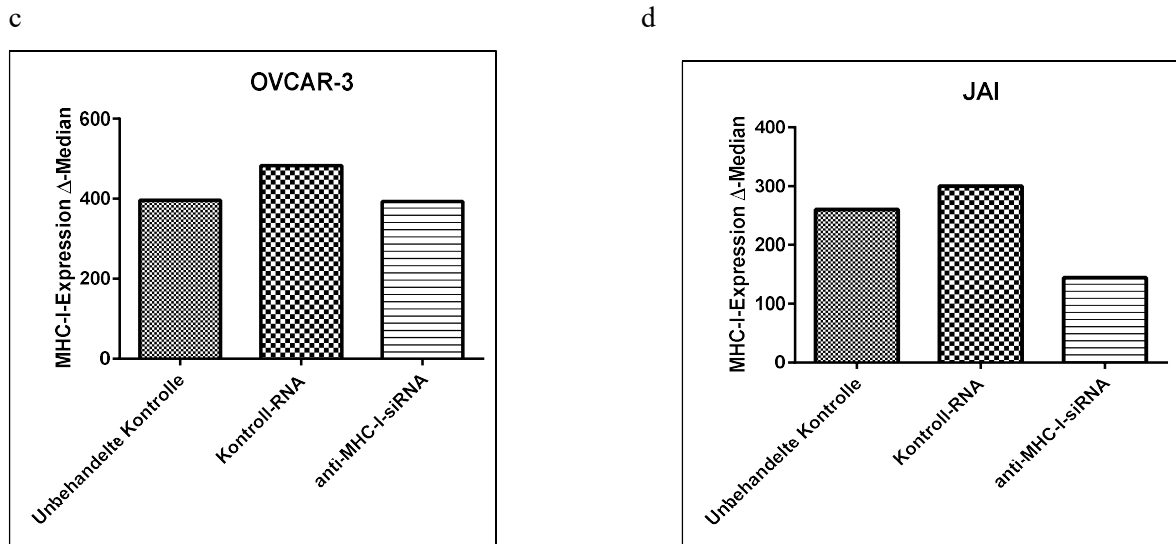 c
OVCAR-3
MHC-I-Expression Δ-Median
600
400
200
0
Unbehandelte Kontrolle
Kontroll-RNA
anti-MHC-I-siRNA
d
JAI
MHC-I-Expression Δ-Median
400
300
200
100
0
Unbehandelte Kontrolle
Kontroll-RNA
anti-MHC-I-siRNA